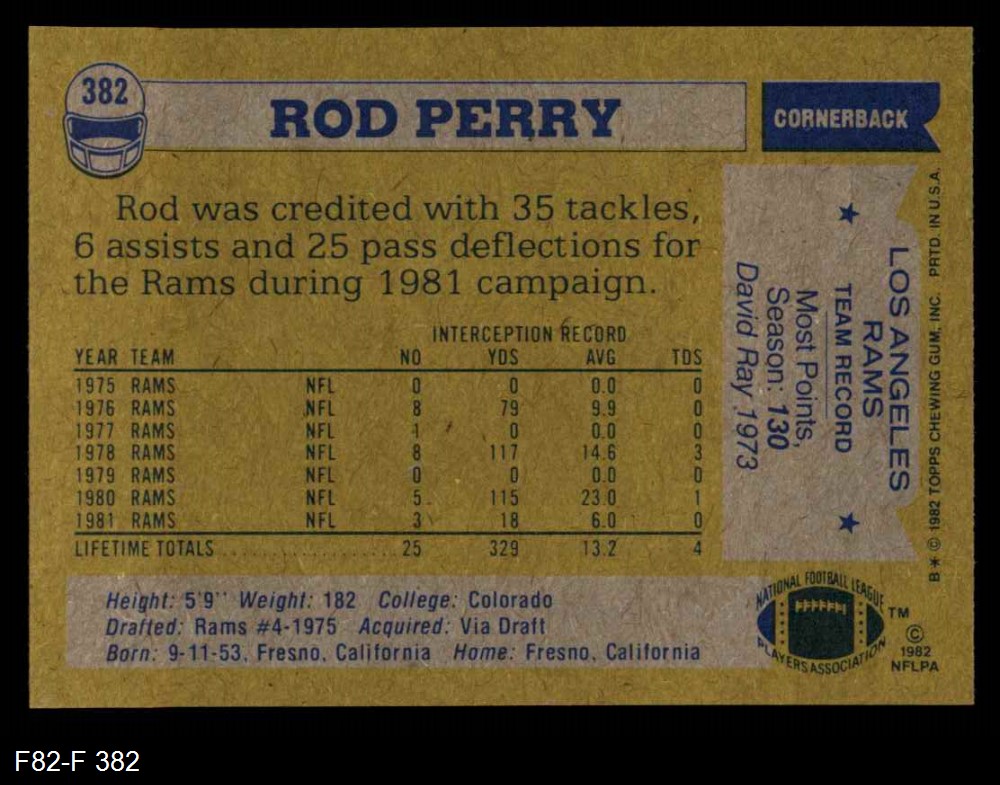 382
ROD PERRY
CORNERBACK
Rod was credited with 35 tackles,
6 assists and 25 pass deflections for
the Rams during 1981 campaign.
INTERCEPTION RECORD
YEAR TEAM NO YDS AVG TDS
1975 RAMS NFL 0 0 0.0 0
1976 RAMS NFL 8 79 9.9 0
1977 RAMS NFL 1 0 0.0 0
1978 RAMS NFL 8 117 14.6 3
1979 RAMS NFL 0 0 0.0 0
1980 RAMS NFL 5 115 23.0 1
1981 RAMS NFL 3 18 6.0 0
LIFETIME TOTALS 25 329 13.2 4
Height: 5'9" Weight: 182 College: Colorado
Drafted: Rams #4-1975 Acquired: Via Draft
Born: 9-11-53, Fresno, California Home: Fresno, California
LOS ANGELES
RAMS
★ TEAM RECORD ★
Most Points,
Season: 130
David Ray 1973
B* © 1982 TOPPS CHEWING GUM, INC. PRTD. IN U.S.A.
NATIONAL FOOTBALL LEAGUE
PLAYERS ASSOCIATION
TM
©
1982
NFLPA
F82-F 382